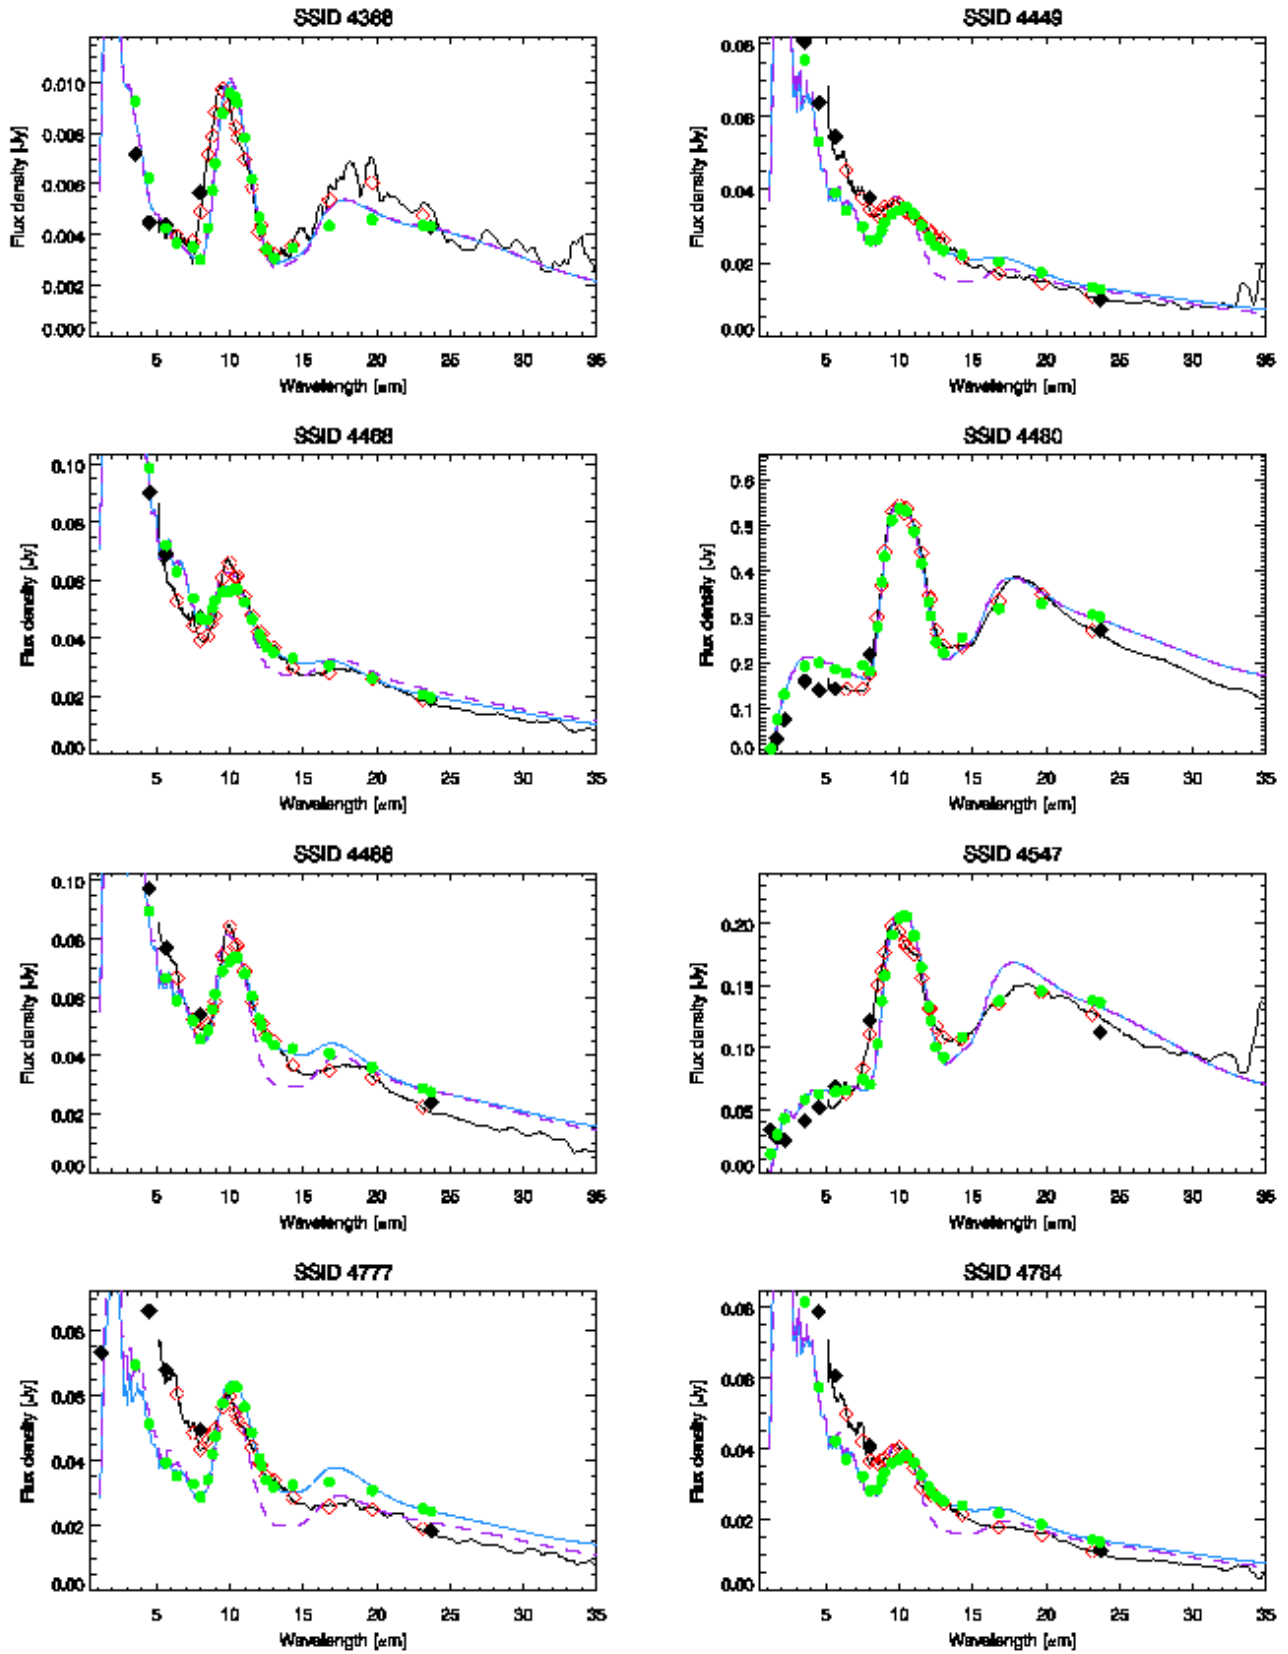 SSID 4368
Flux density [Jy]
0.010
0.008
0.006
0.004
0.002
0.000
5 10 15 20 25 30 35
Wavelength [μm]
SSID 4449
Flux density [Jy]
0.08
0.06
0.04
0.02
0.00
5 10 15 20 25 30 35
Wavelength [μm]
SSID 4468
Flux density [Jy]
0.10
0.08
0.06
0.04
0.02
0.00
5 10 15 20 25 30 35
Wavelength [μm]
SSID 4480
Flux density [Jy]
0.6
0.5
0.4
0.3
0.2
0.1
0.0
5 10 15 20 25 30 35
Wavelength [μm]
SSID 4488
Flux density [Jy]
0.10
0.08
0.06
0.04
0.02
0.00
5 10 15 20 25 30 35
Wavelength [μm]
SSID 4547
Flux density [Jy]
0.20
0.15
0.10
0.05
0.00
5 10 15 20 25 30 35
Wavelength [μm]
SSID 4777
Flux density [Jy]
0.08
0.06
0.04
0.02
0.00
5 10 15 20 25 30 35
Wavelength [μm]
SSID 4784
Flux density [Jy]
0.08
0.06
0.04
0.02
0.00
5 10 15 20 25 30 35
Wavelength [μm]